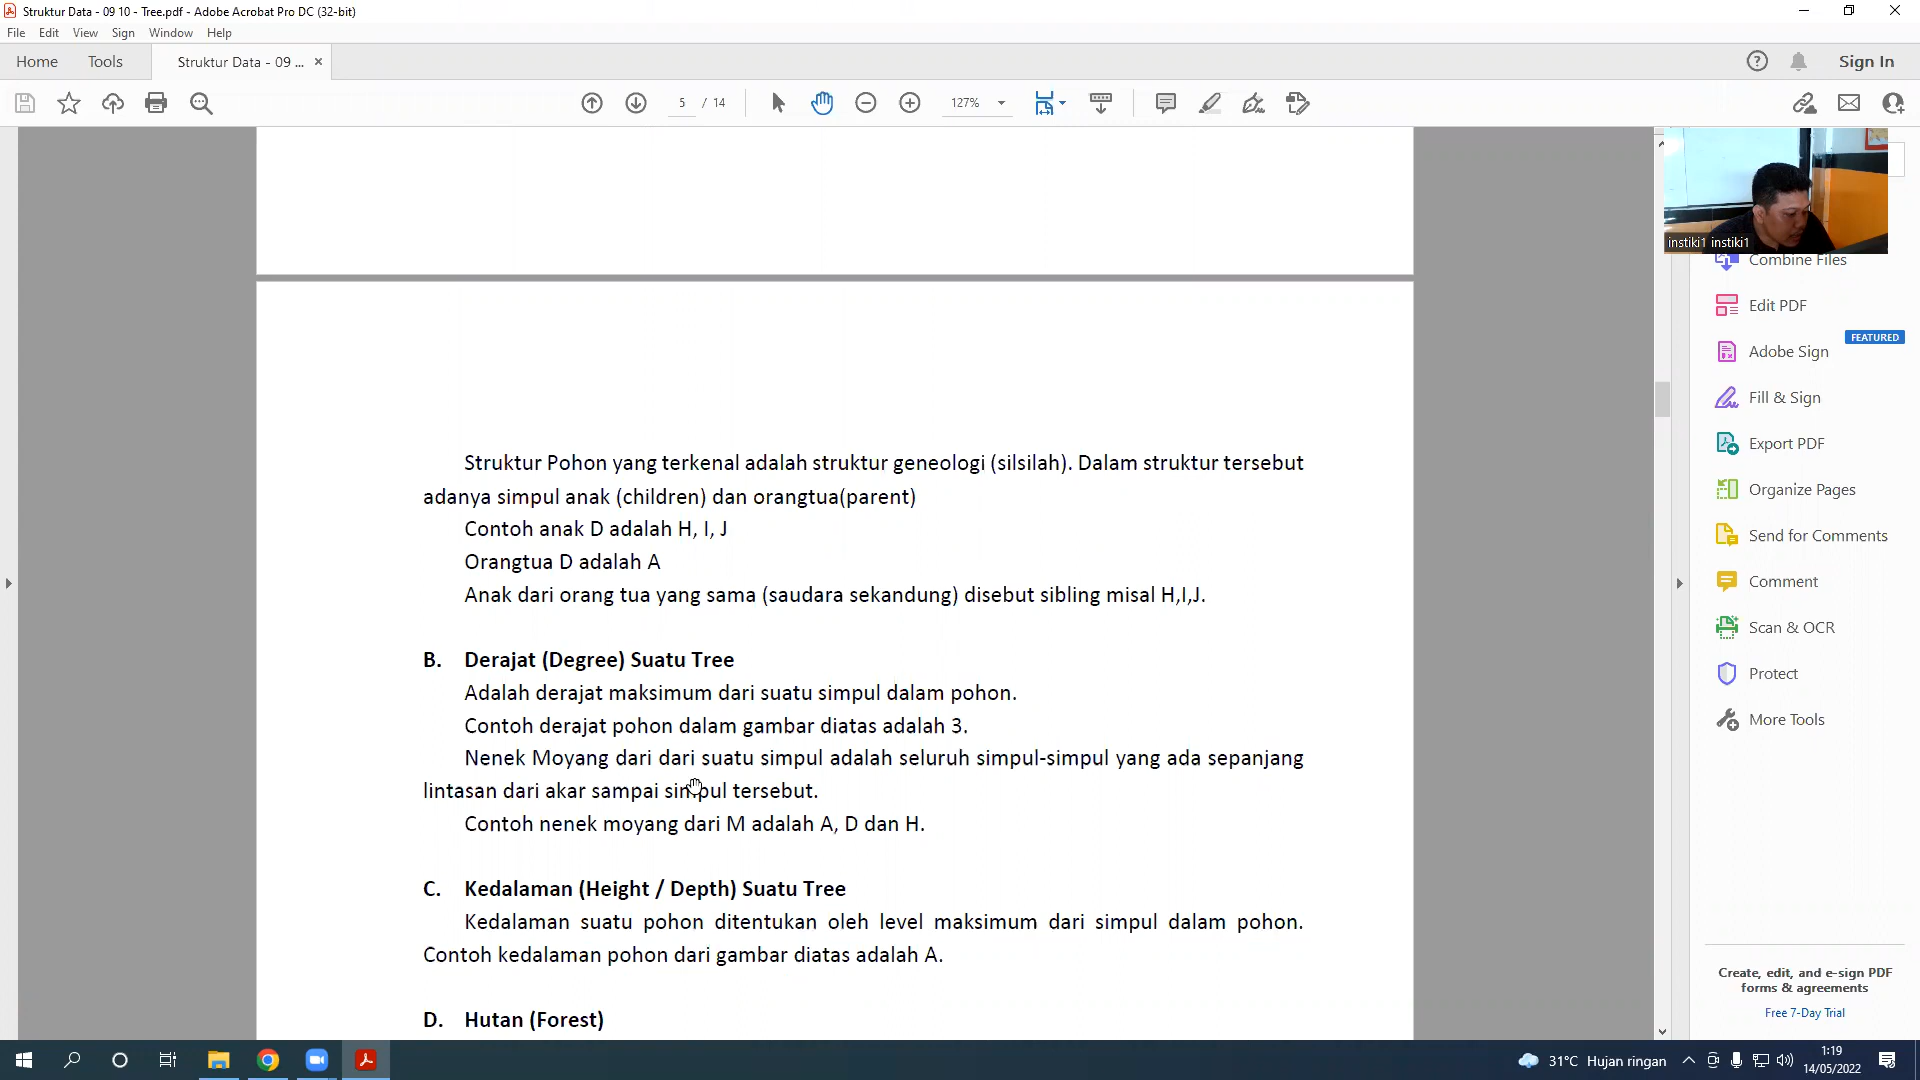 Struktur Data - 09 10 - Tree.pdf - Adobe Acrobat Pro DC (32-bit)
File Edit View Sign Window Help
Home Tools Struktur Data - 09 ... × Sign In
5 / 14 127%
instiki1 instiki1
Combine Files
Edit PDF
FEATURED
Adobe Sign
Fill & Sign
Export PDF
Organize Pages
Send for Comments
Comment
Scan & OCR
Protect
More Tools
Create, edit, and e-sign PDF
forms & agreements
Free 7-Day Trial
Struktur Pohon yang terkenal adalah struktur geneologi (silsilah). Dalam struktur tersebut
adanya simpul anak (children) dan orangtua(parent)
Contoh anak D adalah H, I, J
Orangtua D adalah A
Anak dari orang tua yang sama (saudara sekandung) disebut sibling misal H,I,J.
B. Derajat (Degree) Suatu Tree
Adalah derajat maksimum dari suatu simpul dalam pohon.
Contoh derajat pohon dalam gambar diatas adalah 3.
Nenek Moyang dari dari suatu simpul adalah seluruh simpul-simpul yang ada sepanjang
lintasan dari akar sampai simpul tersebut.
Contoh nenek moyang dari M adalah A, D dan H.
C. Kedalaman (Height / Depth) Suatu Tree
Kedalaman suatu pohon ditentukan oleh level maksimum dari simpul dalam pohon.
Contoh kedalaman pohon dari gambar diatas adalah A.
D. Hutan (Forest)
31°C Hujan ringan
1:19
14/05/2022